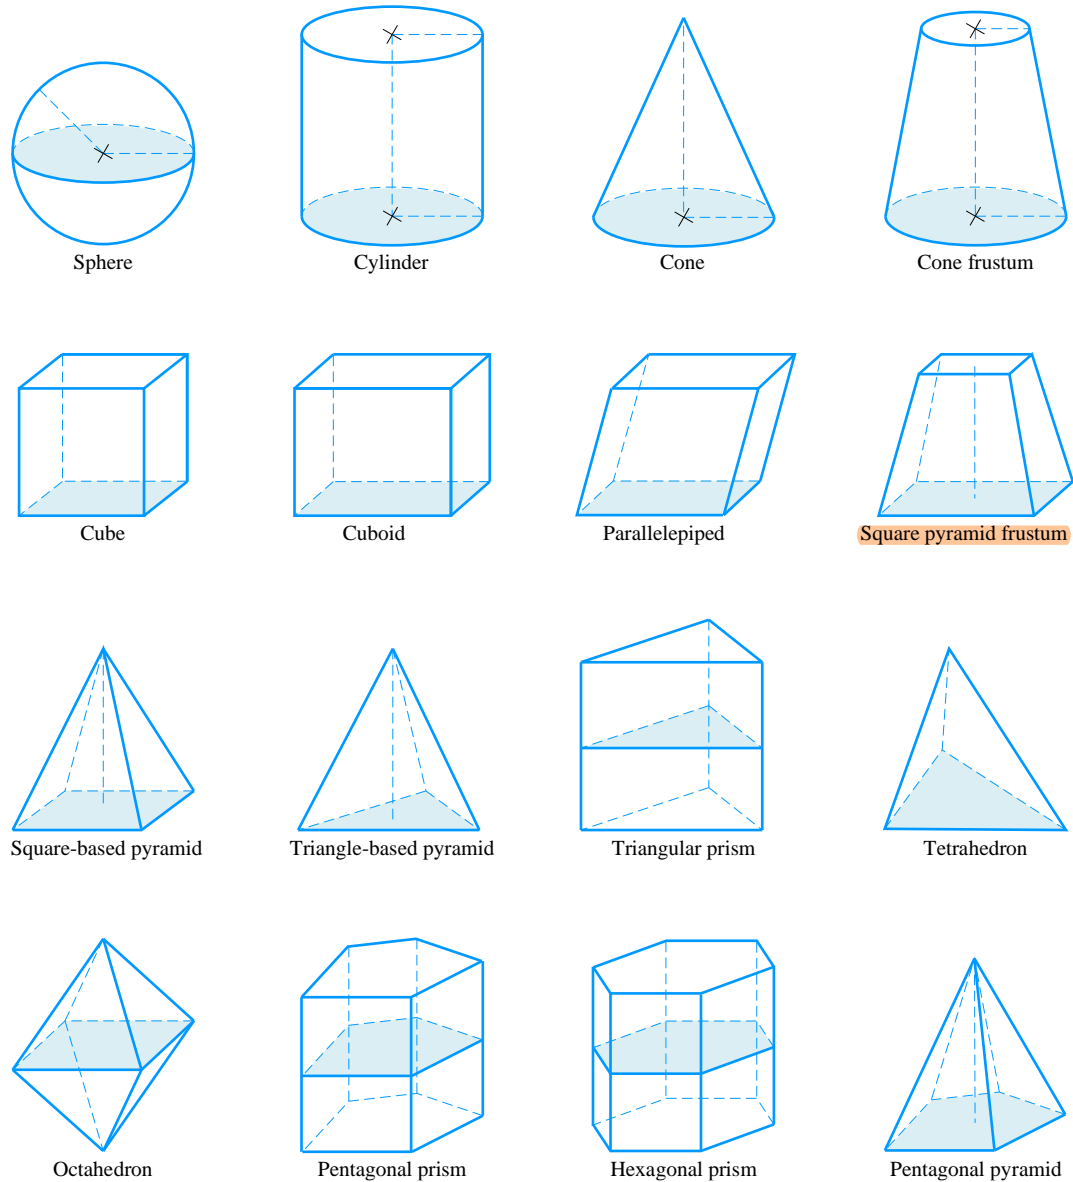 Sphere
Cylinder
Cone
Cone frustum
Cube
Cuboid
Parallelepiped
Square pyramid frustum
Square-based pyramid
Triangle-based pyramid
Triangular prism
Tetrahedron
Octahedron
Pentagonal prism
Hexagonal prism
Pentagonal pyramid